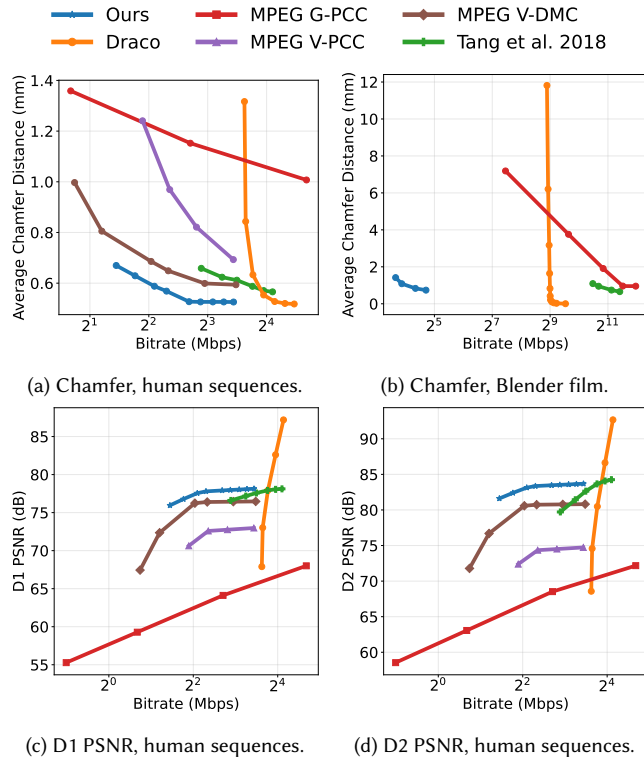 Ours MPEG G-PCC MPEG V-DMC
Draco MPEG V-PCC Tang et al. 2018
Average Chamfer Distance (mm)
1.4
1.2
1.0
0.8
0.6
2^1 2^2 2^3 2^4
Bitrate (Mbps)
(a) Chamfer, human sequences.
Average Chamfer Distance (mm)
12
10
8
6
4
2
0
2^5 2^7 2^9 2^11
Bitrate (Mbps)
(b) Chamfer, Blender film.
D1 PSNR (dB)
85
80
75
70
65
60
55
2^0 2^2 2^4
Bitrate (Mbps)
(c) D1 PSNR, human sequences.
D2 PSNR (dB)
90
85
80
75
70
65
60
2^0 2^2 2^4
Bitrate (Mbps)
(d) D2 PSNR, human sequences.